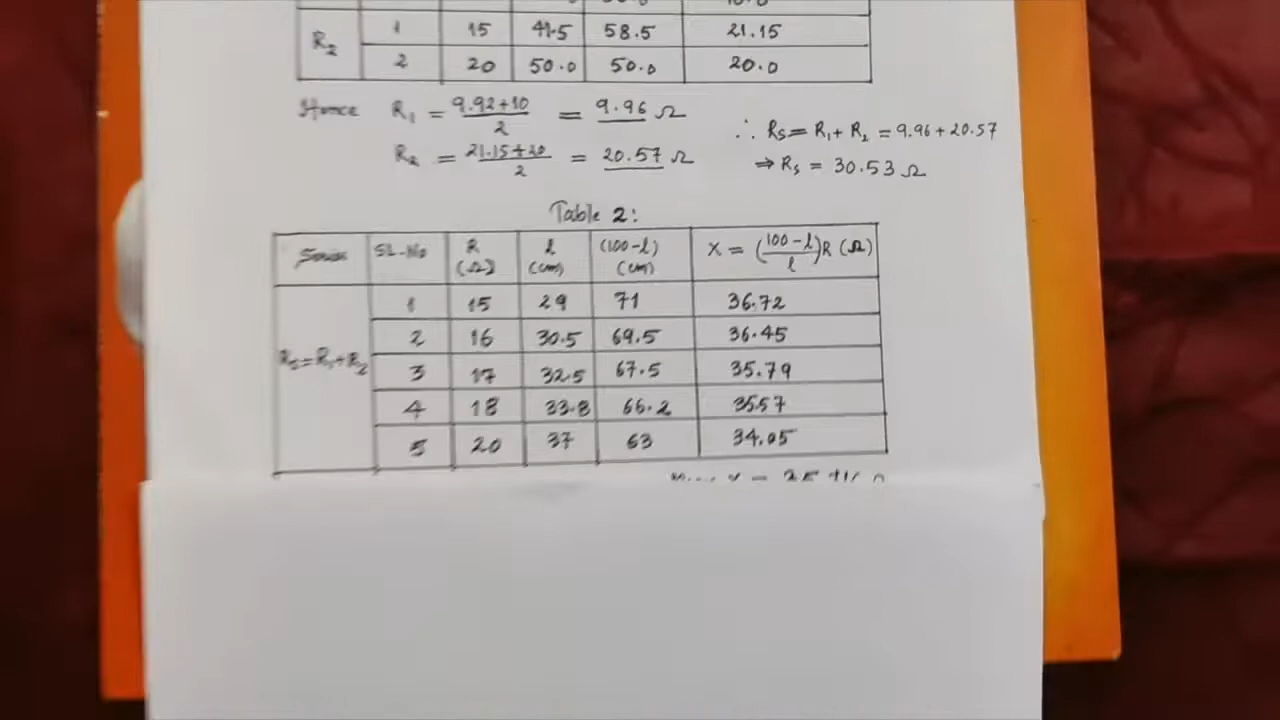 R₂ 1 15 41.5 58.5 21.15
2 20 50.0 50.0 20.0
Hence R₁ = (9.92+10)/2 = 9.96 Ω
∴ Rs = R₁ + R₂ = 9.96 + 20.57
R₂ = (21.15+20)/2 = 20.57 Ω
⇒ Rs = 30.53 Ω
Table 2:
Series SL-No R (Ω) l (cm) (100-l) (cm) X = ((100-l)/l)R (Ω)
1 15 29 71 36.72
2 16 30.5 69.5 36.45
Rs=R₁+R₂ 3 17 32.5 67.5 35.79
4 18 33.8 66.2 35.57
5 20 37 63 34.05